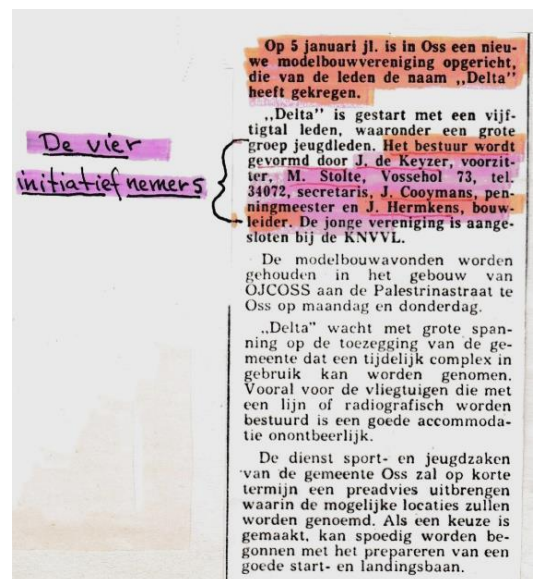 De vier
initiatief nemers
Op 5 januari jl. is in Oss een nieu-
we modelbouwvereniging opgericht,
die van de leden de naam „Delta”
heeft gekregen.
„Delta” is gestart met een vijf-
tigtal leden, waaronder een grote
groep jeugdleden. Het bestuur wordt
gevormd door J. de Keyzer, voorzit-
ter, M. Stolte, Vossehol 73, tel.
34072, secretaris, J. Cooymans, pen-
ningmeester en J. Hermkens, bouw-
leider. De jonge vereniging is aange-
sloten bij de KNVVL.
De modelbouwavonden worden
gehouden in het gebouw van
OJCOSS aan de Palestrinastraat te
Oss op maandag en donderdag.
„Delta” wacht met grote span-
ning op de toezegging van de ge-
meente dat een tijdelijk complex in
gebruik kan worden genomen.
Vooral voor de vliegtuigen die met
een lijn of radiografisch worden
bestuurd is een goede accommoda-
tie onontbeerlijk.
De dienst sport- en jeugdzaken
van de gemeente Oss zal op korte
termijn een preadvies uitbrengen
waarin de mogelijke locaties zullen
worden genoemd. Als een keuze is
gemaakt, kan spoedig worden be-
gonnen met het prepareren van een
goede start- en landingsbaan.